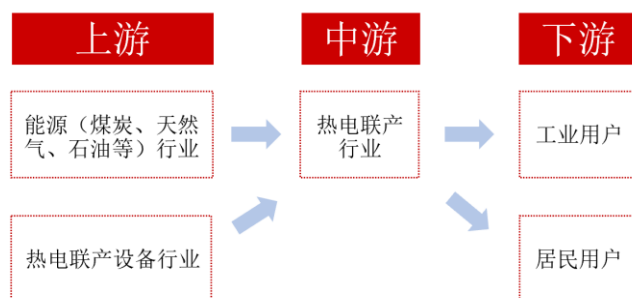 上游
中游
下游
能源（煤炭、天然
气、石油等）行业
热电联产
行业
工业用户
热电联产设备行业
居民用户